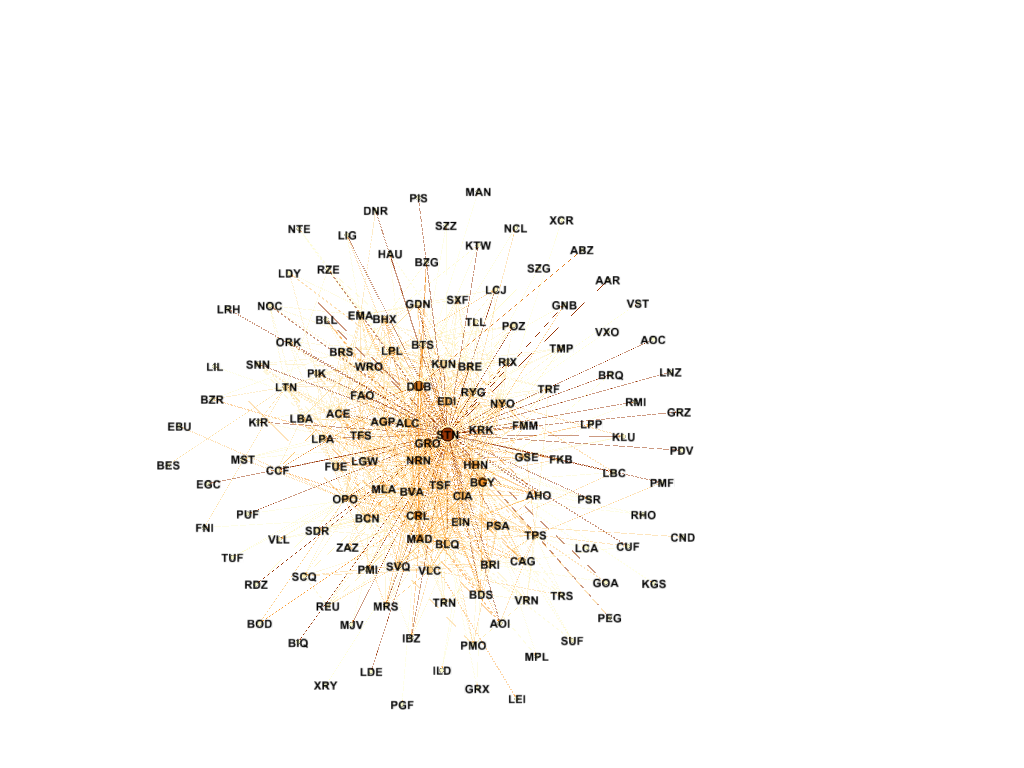 MAN
PIS
DNR
XCR
SZZ
NCL
NTE
LIG
KTW
ABZ
HAU
BZG
SZG
RZE
LDY
AAR
LCJ
SXF
GDN
VST
GNB
NOC
LRH
EMA
BHX
BLL
TLL
POZ
VXO
AOC
ORK
BTS
TMP
BRS
LPL
RIX
KUN
BRE
SNN
LIL
WRO
PIK
LNZ
BRQ
DUB
LTN
TRF
RYG
FAO
BZR
EDI
NYO
RMI
GRZ
ACE
LBA
KIR
AGP
ALC
EBU
FMM
LPP
KRK
STN
TFS
KLU
LPA
GRO
PDV
GSE
FKB
MST
LGW
NRN
BES
HHN
FUE
CCF
LBC
BGY
PMF
EGC
TSF
MLA
BVA
CIA
AHO
OPO
PSR
PUF
RHO
CRL
BCN
EIN
PSA
FNI
SDR
TPS
CND
VLL
MAD
BLQ
ZAZ
CUF
LCA
TUF
CAG
BRI
SVQ
PMI
VLC
SCQ
RDZ
GOA
KGS
BDS
TRS
VRN
TRN
REU
MRS
PEG
BOD
MJV
AOI
IBZ
SUF
BIQ
PMO
MPL
ILD
LDE
XRY
GRX
LEI
PGF